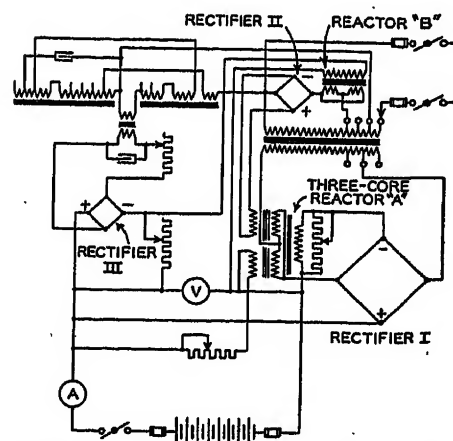 RECTIFIER II
REACTOR "B"
-
+
THREE-CORE
REACTOR "A"
+
-
RECTIFIER
III
V
-
+
RECTIFIER I
A